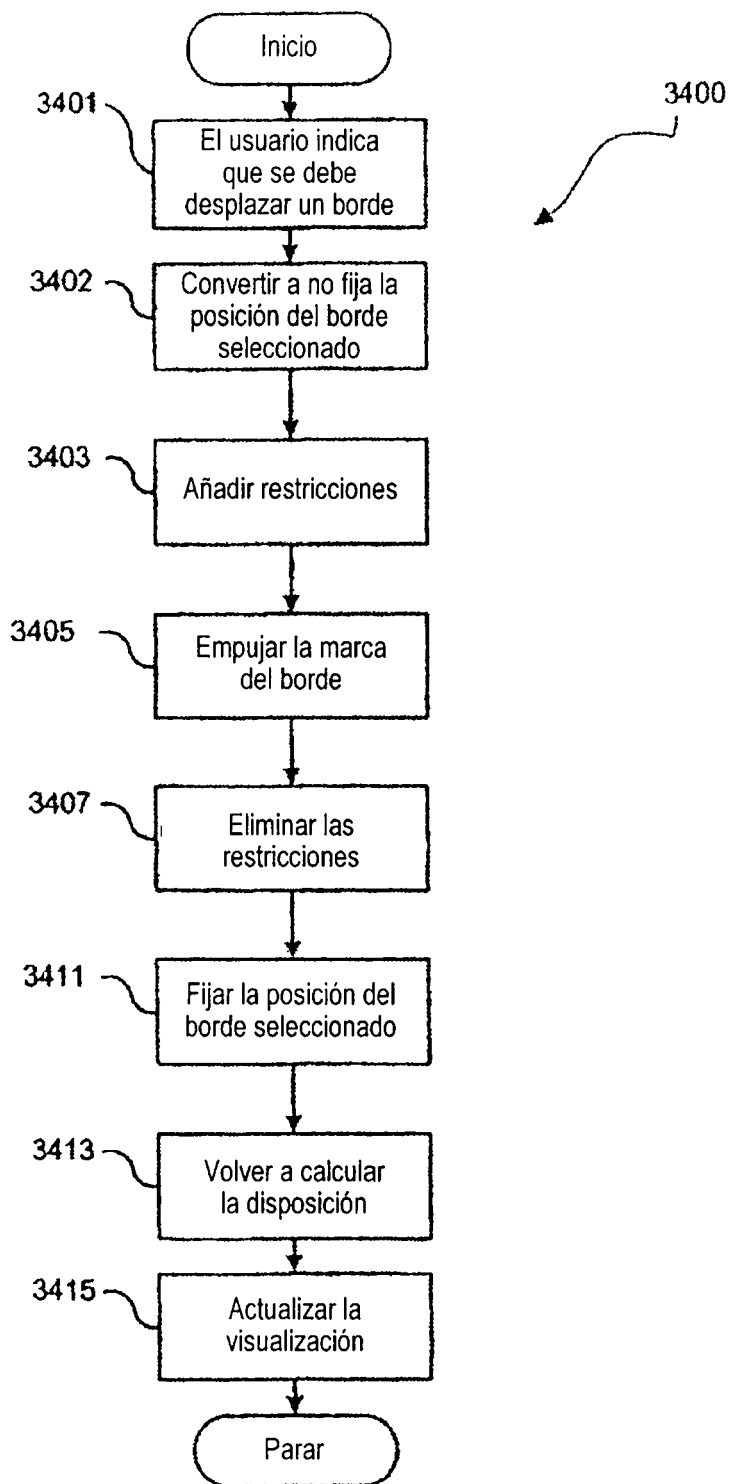 Inicio
3400
3401
El usuario indica
que se debe
desplazar un borde
3402
Convertir a no fija la
posición del borde
seleccionado
3403
Añadir restricciones
3405
Empujar la marca
del borde
3407
Eliminar las
restricciones
3411
Fijar la posición del
borde seleccionado
3413
Volver a calcular
la disposición
3415
Actualizar la
visualización
Parar